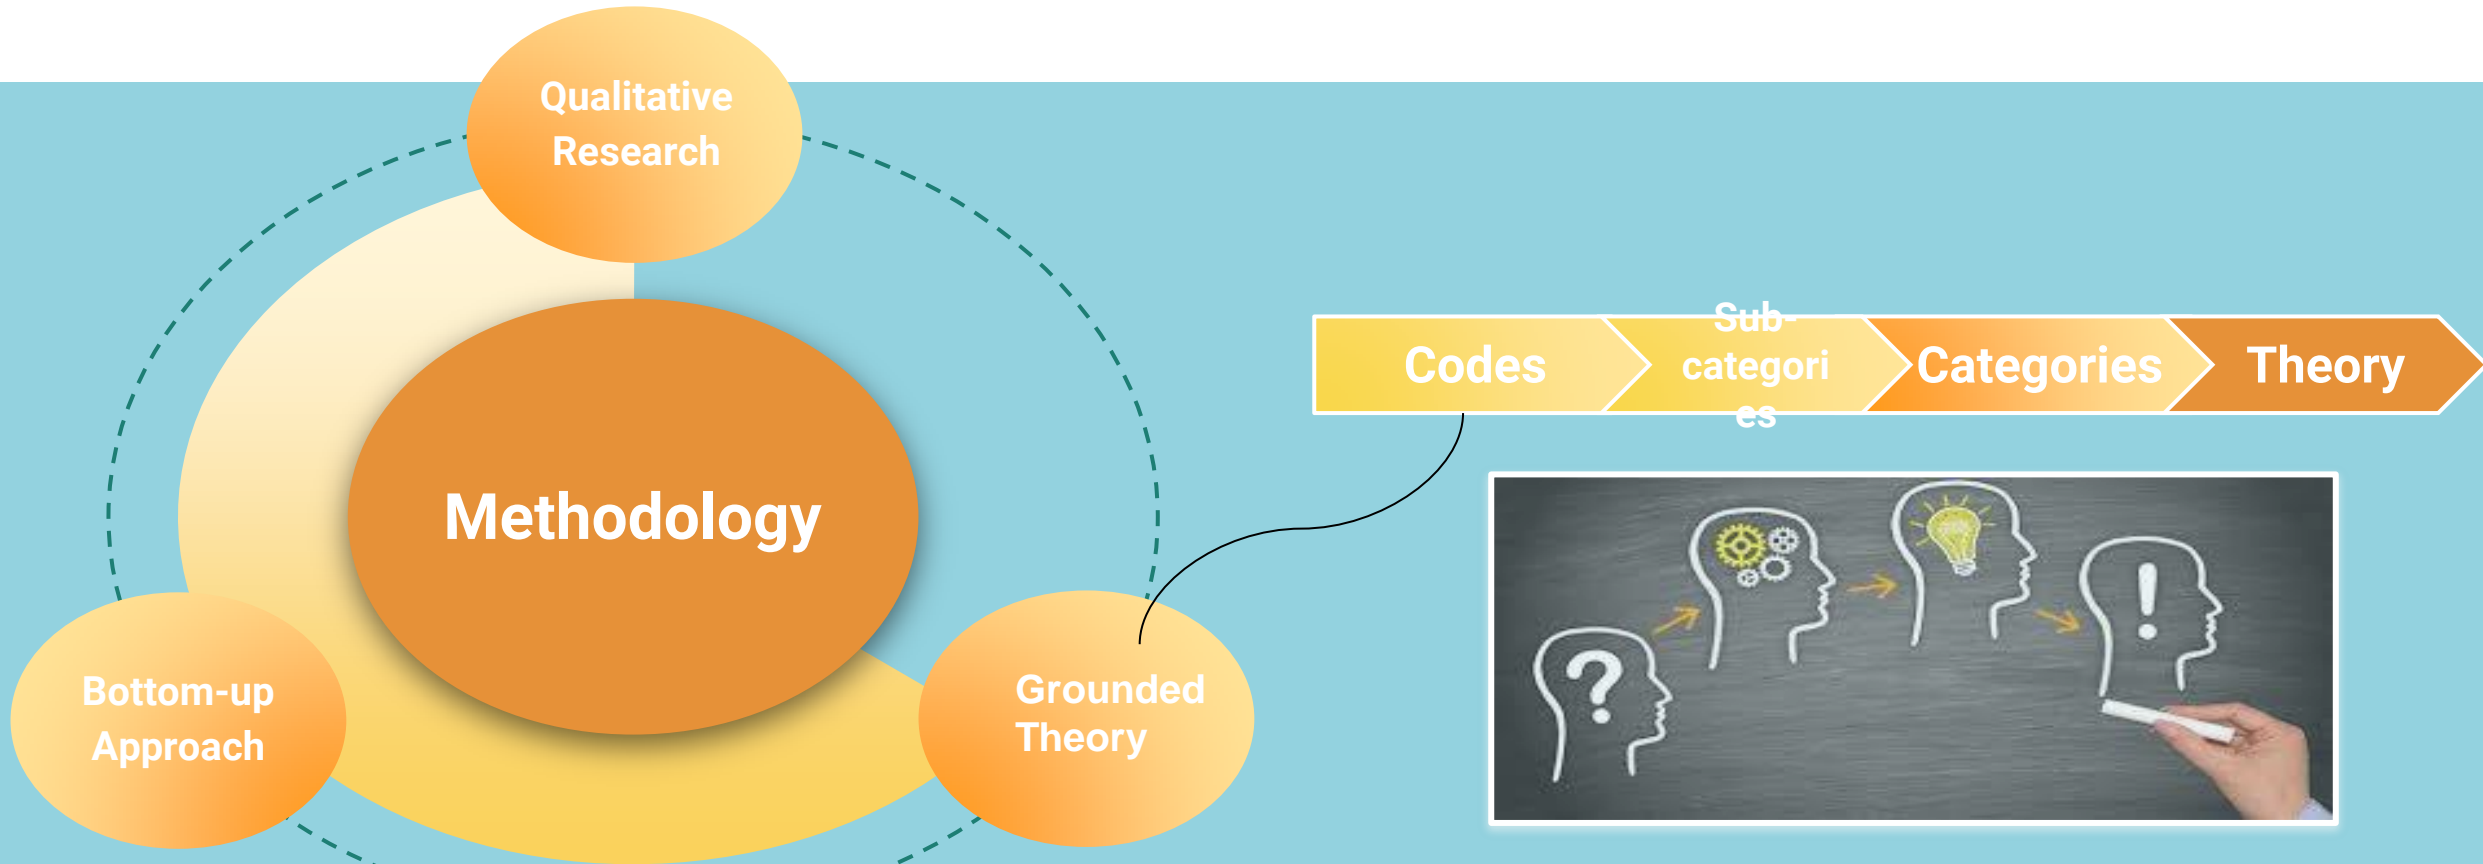 Qualitative
Research
Methodology
Bottom-up
Approach
Grounded
Theory
Codes
Sub-
categori
es
Categories
Theory
?
!